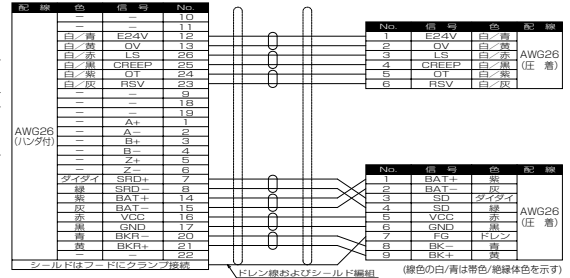 配 線 色 信 号 No.
AWG26
(ハンダ付)
－ － 10
－ － 11
白／青 E24V 12
白／黄 0V 13
白／赤 LS 26
白／黒 CREEP 25
白／紫 OT 24
白／灰 RSV 23
－ － 9
－ － 18
－ － 19
－ A+ 1
－ A－ 2
－ B+ 3
－ B－ 4
－ Z+ 5
－ Z－ 6
ダイダイ SRD+ 7
緑 SRD－ 8
紫 BAT+ 14
灰 BAT－ 15
赤 VCC 16
黒 GND 17
青 BKR－ 20
黄 BKR+ 21
－ － 22
シールドはフードにクランプ接続
No. 信 号 色 配 線
1 E24V 白／青
2 0V 白／黄
3 LS 白／赤
4 CREEP 白／黒
5 OT 白／紫
6 RSV 白／灰
AWG26
(圧 着)
No. 信 号 色 配 線
1 BAT+ 紫
2 BAT－ 灰
3 SD ダイダイ
4 SD 緑
5 VCC 赤
6 GND 黒
7 FG ドレン
8 BK－ 青
9 BK+ 黄
AWG26
(圧 着)
ドレン線およびシールド編組
(線色の白/青は帯色/絶縁体色を示す)